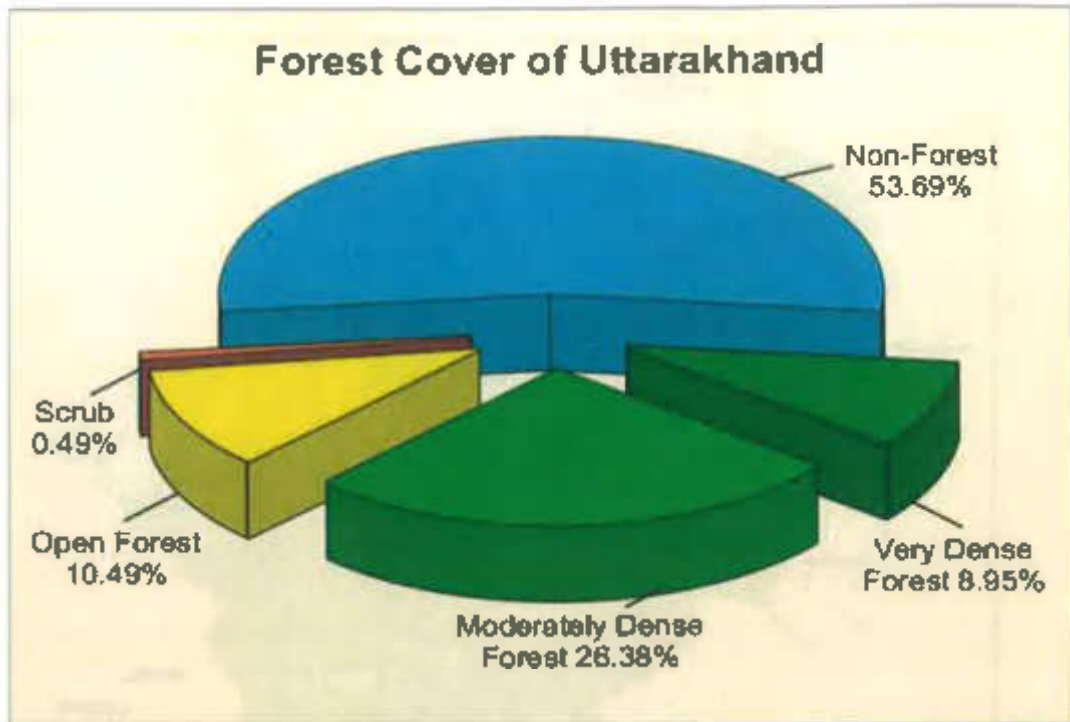 Forest Cover of Uttarakhand
Non-Forest
53.69%
Scrub
0.49%
Open Forest
10.49%
Very Dense
Forest 8.95%
Moderately Dense
Forest 26.38%